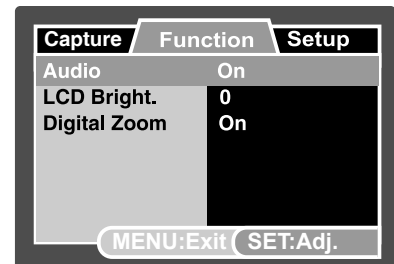 Capture Function Setup
Audio On
LCD Bright. 0
Digital Zoom On
MENU:Exit SET:Adj.